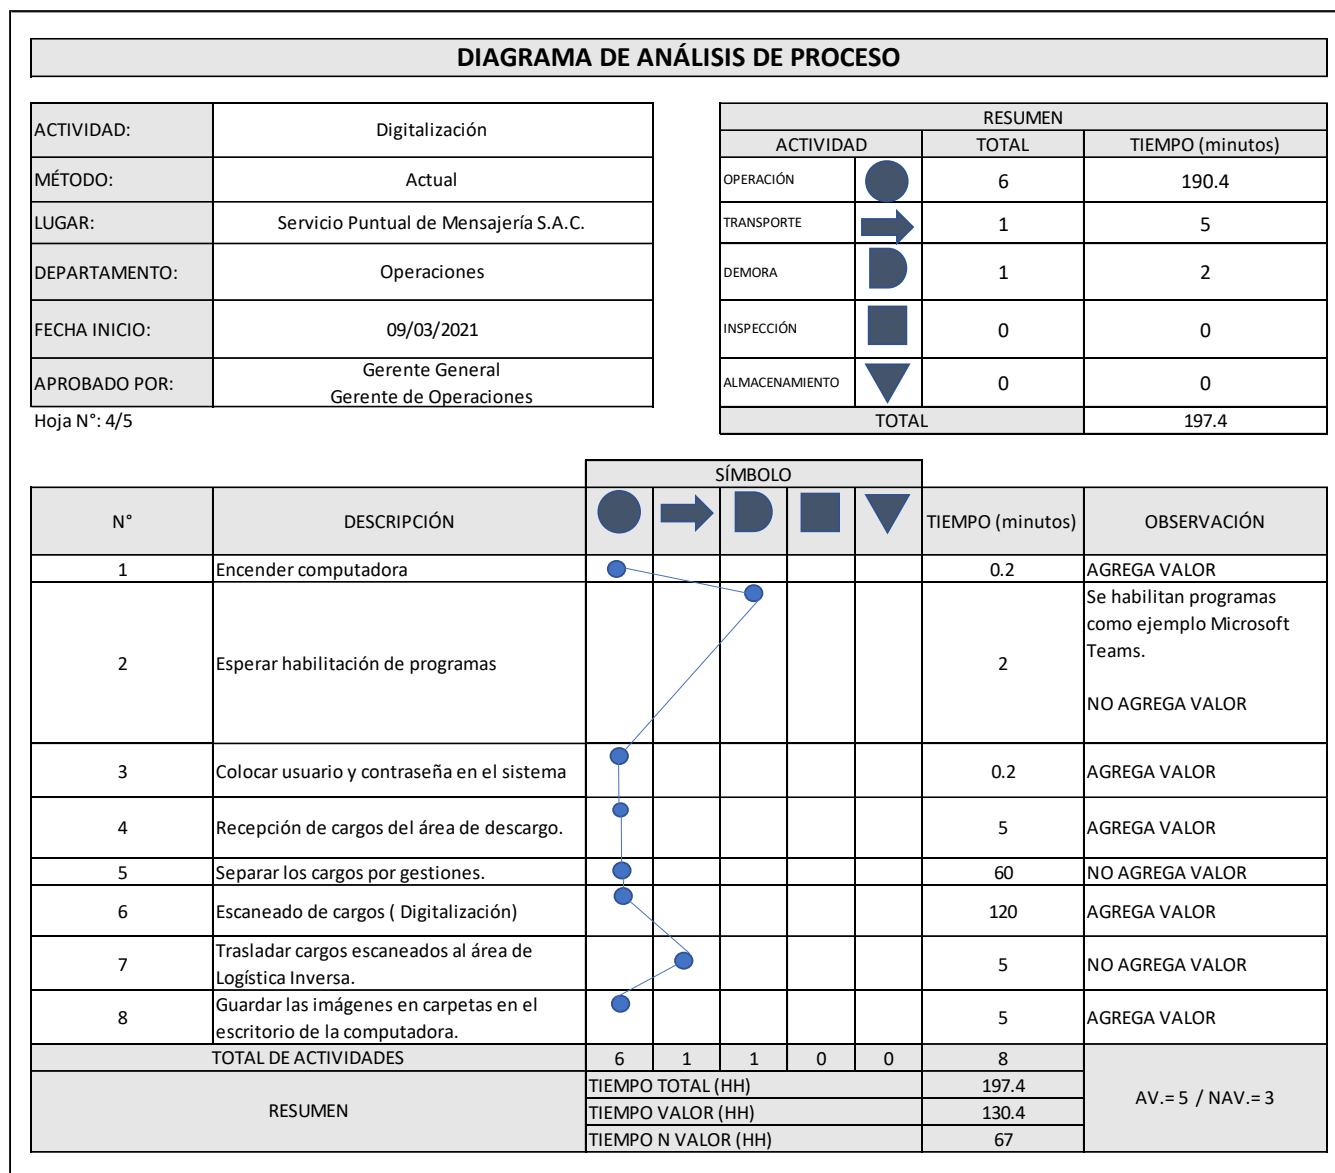 DIAGRAMA DE ANÁLISIS DE PROCESO
ACTIVIDAD: Digitalización
MÉTODO: Actual
LUGAR: Servicio Puntual de Mensajería S.A.C.
DEPARTAMENTO: Operaciones
FECHA INICIO: 09/03/2021
APROBADO POR: Gerente General
Gerente de Operaciones
Hoja N°: 4/5
RESUMEN
ACTIVIDAD TOTAL TIEMPO (minutos)
OPERACIÓN 6 190.4
TRANSPORTE 1 5
DEMORA 1 2
INSPECCIÓN 0 0
ALMACENAMIENTO 0 0
TOTAL 197.4
SÍMBOLO
N° DESCRIPCIÓN TIEMPO (minutos) OBSERVACIÓN
1 Encender computadora 0.2 AGREGA VALOR
2 Esperar habilitación de programas 2 Se habilitan programas
como ejemplo Microsoft
Teams.
NO AGREGA VALOR
3 Colocar usuario y contraseña en el sistema 0.2 AGREGA VALOR
4 Recepción de cargos del área de descargo. 5 AGREGA VALOR
5 Separar los cargos por gestiones. 60 NO AGREGA VALOR
6 Escaneado de cargos ( Digitalización) 120 AGREGA VALOR
7 Trasladar cargos escaneados al área de
Logística Inversa. 5 NO AGREGA VALOR
8 Guardar las imágenes en carpetas en el
escritorio de la computadora. 5 AGREGA VALOR
TOTAL DE ACTIVIDADES 6 1 1 0 0 8
RESUMEN
TIEMPO TOTAL (HH) 197.4
TIEMPO VALOR (HH) 130.4
TIEMPO N VALOR (HH) 67
AV.= 5 / NAV.= 3